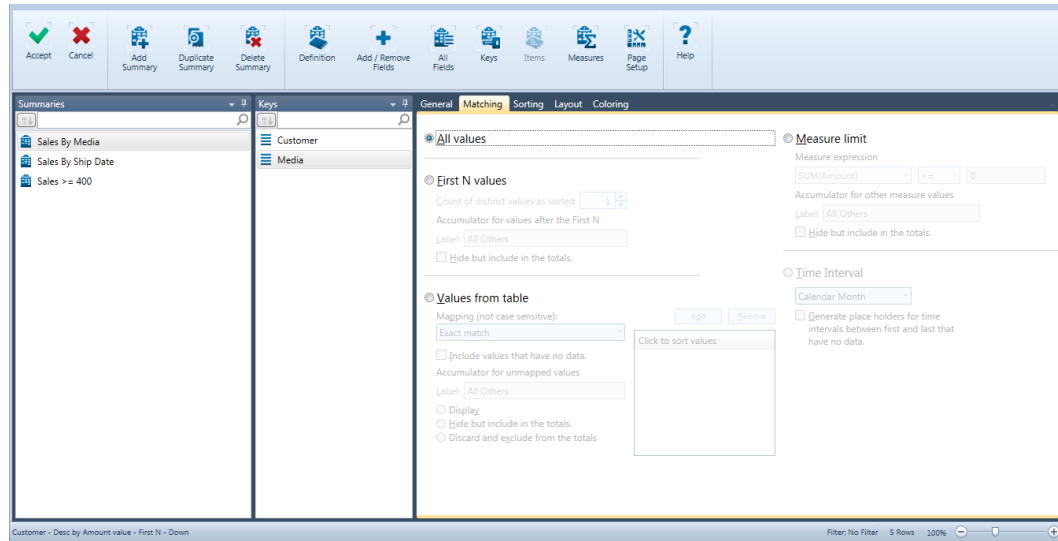 Accept
Cancel
Add Summary
Duplicate Summary
Delete Summary
Definition
Add / Remove Fields
All Fields
Keys
Items
Measures
Page Setup
Help
Summaries
Sales By Media
Sales By Ship Date
Sales >= 400
Keys
Customer
Media
General Matching Sorting Layout Coloring
All values
First N values
Count of distinct values as sorted: 1
Accumulator for values after the First N
Label: All Others
Hide but include in the totals.
Values from table
Mapping (not case sensitive): Add Remove
Exact match
Click to sort values
Include values that have no data.
Accumulator for unmapped values
Label: All Others
Display
Hide but include in the totals.
Discard and exclude from the totals
Measure limit
Measure expression
SUM(Amount) >= 0
Accumulator for other measure values
Label: All Others
Hide but include in the totals.
Time Interval
Calendar Month
Generate place holders for time
intervals between first and last that
have no data.
Customer - Desc by Amount value - First N - Down
Filter: No Filter 5 Rows 100%